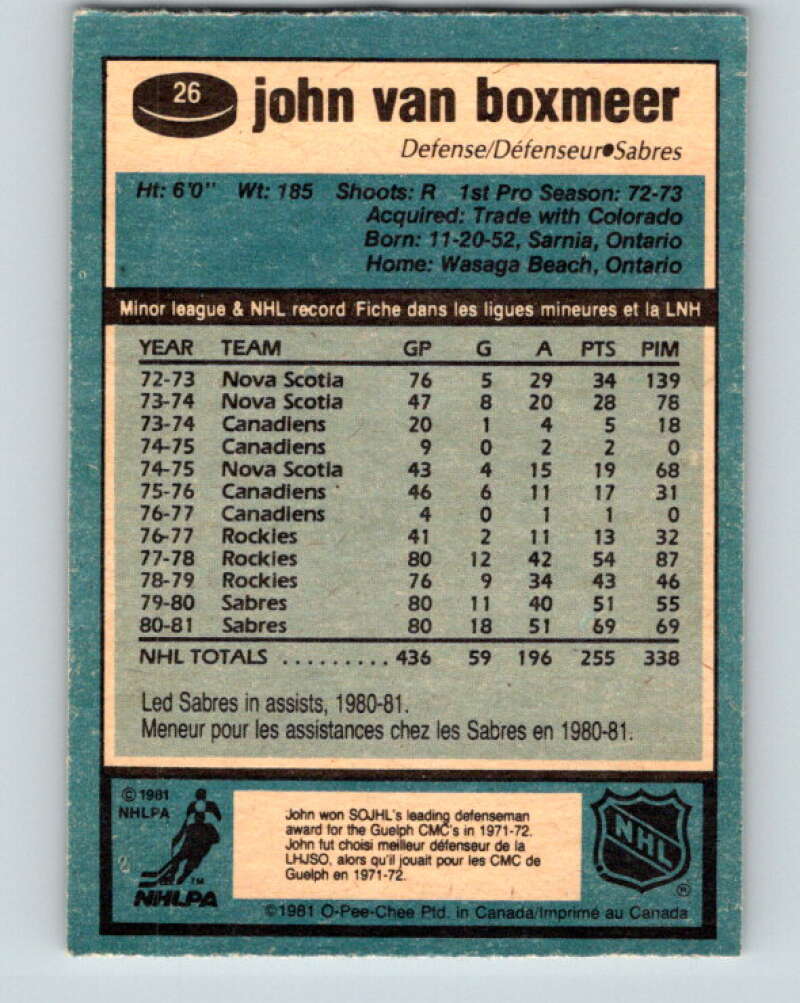 26 john van boxmeer
Defense/Défenseur•Sabres
Ht: 6'0" Wt: 185 Shoots: R 1st Pro Season: 72-73
Acquired: Trade with Colorado
Born: 11-20-52, Sarnia, Ontario
Home: Wasaga Beach, Ontario
Minor league & NHL record Fiche dans les ligues mineures et la LNH
YEAR TEAM GP G A PTS PIM
72-73 Nova Scotia 76 5 29 34 139
73-74 Nova Scotia 47 8 20 28 78
73-74 Canadiens 20 1 4 5 18
74-75 Canadiens 9 0 2 2 0
74-75 Nova Scotia 43 4 15 19 68
75-76 Canadiens 46 6 11 17 31
76-77 Canadiens 4 0 1 1 0
76-77 Rockies 41 2 11 13 32
77-78 Rockies 80 12 42 54 87
78-79 Rockies 76 9 34 43 46
79-80 Sabres 80 11 40 51 55
80-81 Sabres 80 18 51 69 69
NHL TOTALS ......... 436 59 196 255 338
Led Sabres in assists, 1980-81.
Meneur pour les assistances chez les Sabres en 1980-81.
© 1981
NHLPA
TM
NHLPA
John won SOJHL's leading defenseman
award for the Guelph CMC's in 1971-72.
John fut choisi meilleur défenseur de la
LHJSO, alors qu'il jouait pour les CMC de
Guelph en 1971-72.
NHL
®
©1981 O-Pee-Chee Ptd. in Canada/Imprimé au Canada